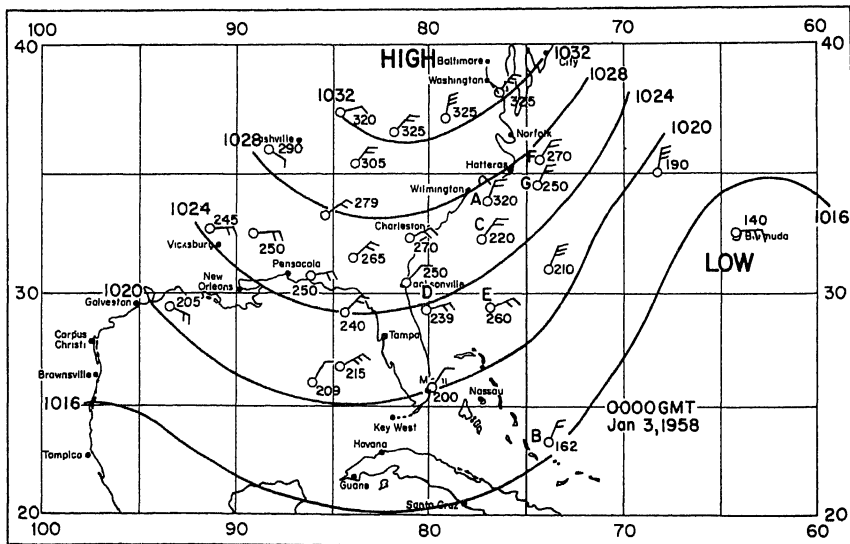 100 90 80 70 60
40 40
HIGH
Baltimore
Washington
City
1032
325
1028
1032
320
325
325
1024
1020
1028
290
305
Norfolk
Hatteras
F 270
G 250
190
Wilmington
A 320
279
1024
245
Vicksburg
250
Charleston
270
C 220
265
1016
140
Bermuda
LOW
Pensacola
New
Orleans
250
250
210
1020
30 30
Galveston
205
240
D
239
E
260
Corpus
Christi
Tampa
Brownsville
209
215
200
Nassau
1016
Key West
0000 GMT
Jan 3, 1958
B
162
Tampico
Havana
Guane
Santa Cruz
20 20
100 90 80 70 60